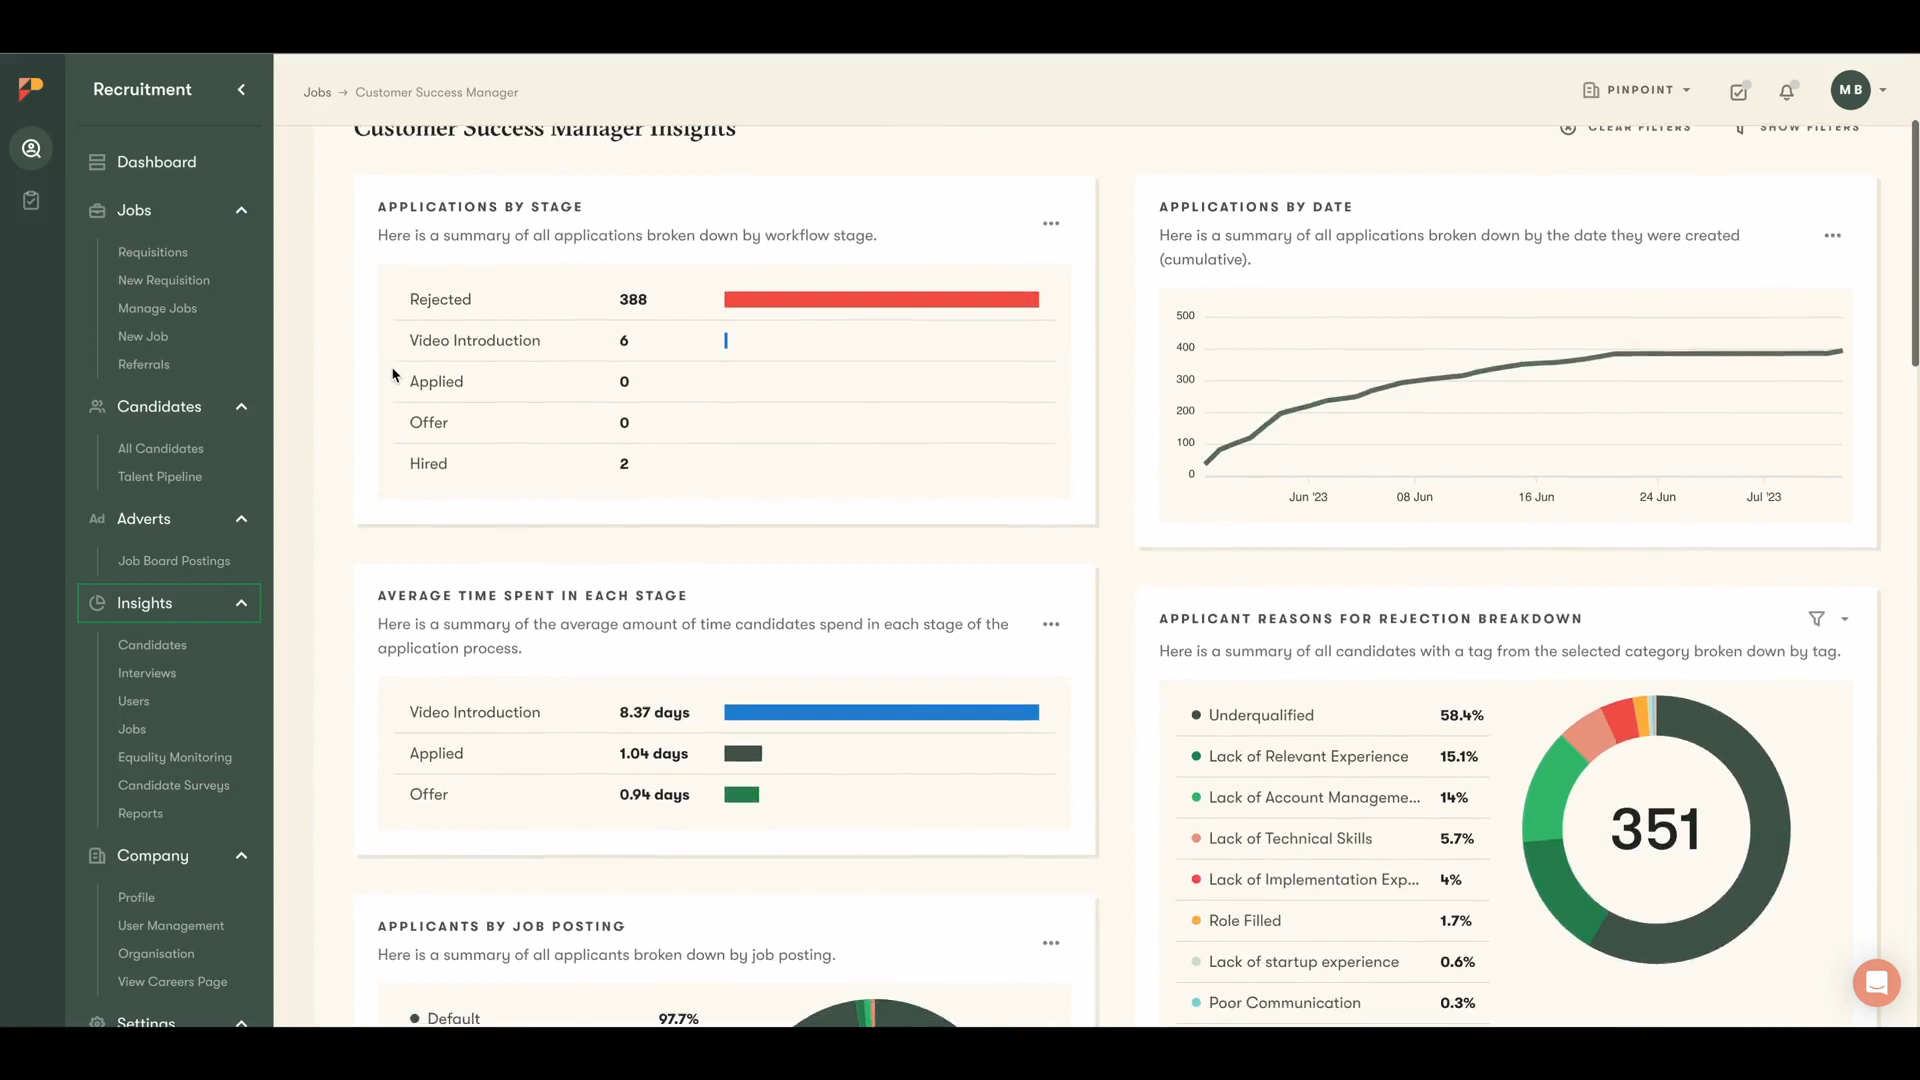 Recruitment
Dashboard
Jobs
Requisitions
New Requisition
Manage Jobs
New Job
Referrals
Candidates
All Candidates
Talent Pipeline
Ad Adverts
Job Board Postings
Insights
Candidates
Interviews
Users
Jobs
Equality Monitoring
Candidate Surveys
Reports
Company
Profile
User Management
Organisation
View Careers Page
Settings
Jobs → Customer Success Manager
PINPOINT
MB
Customer Success Manager Insights
CLEAR FILTERS
SHOW FILTERS
APPLICATIONS BY STAGE
Here is a summary of all applications broken down by workflow stage.
Rejected 388
Video Introduction 6
Applied 0
Offer 0
Hired 2
AVERAGE TIME SPENT IN EACH STAGE
Here is a summary of the average amount of time candidates spend in each stage of the
application process.
Video Introduction 8.37 days
Applied 1.04 days
Offer 0.94 days
APPLICANTS BY JOB POSTING
Here is a summary of all applicants broken down by job posting.
Default 97.7%
APPLICATIONS BY DATE
Here is a summary of all applications broken down by the date they were created
(cumulative).
500
400
300
200
100
0
Jun '23 08 Jun 16 Jun 24 Jun Jul '23
APPLICANT REASONS FOR REJECTION BREAKDOWN
Here is a summary of all candidates with a tag from the selected category broken down by tag.
Underqualified 58.4%
Lack of Relevant Experience 15.1%
Lack of Account Manageme... 14%
Lack of Technical Skills 5.7%
Lack of Implementation Exp... 4%
Role Filled 1.7%
Lack of startup experience 0.6%
Poor Communication 0.3%
351